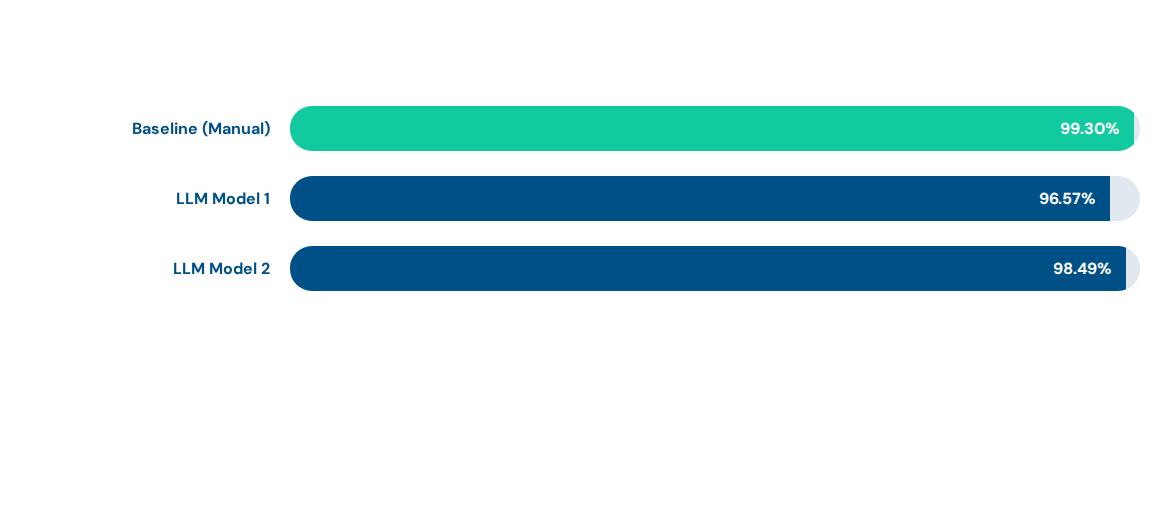 Baseline (Manual) 99.30%
LLM Model 1 96.57%
LLM Model 2 98.49%